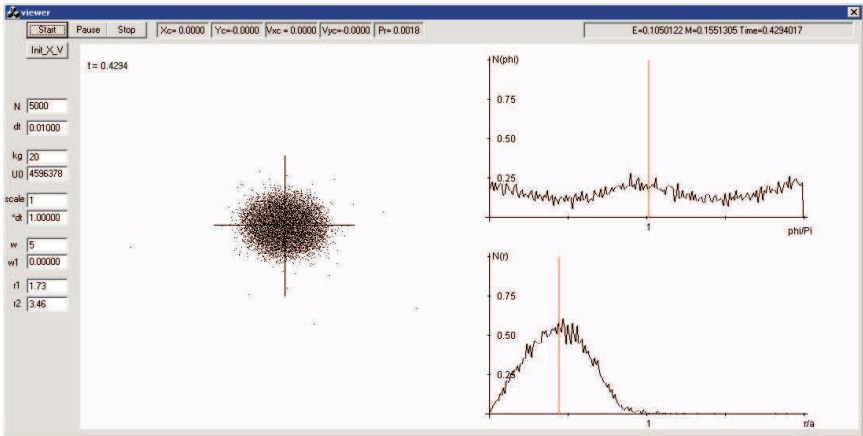 viewer
Start Pause Stop Xc= 0.0000 Yc=-0.0000 Vxc = 0.0000 Vyc=-0.0000 Pr= 0.0018 E=0.1050122 M=0.1551305 Time=0.4294017
Init_X_V
t = 0.4294
N 5000
dt 0.01000
kg 20
U0 4596378
scale 1
*dt 1.00000
w 5
w1 0.00000
r1 1.73
r2 3.46
N(phi)
0.75
0.50
0.25
1
phi/Pi
N(r)
0.75
0.50
0.25
1
r/a